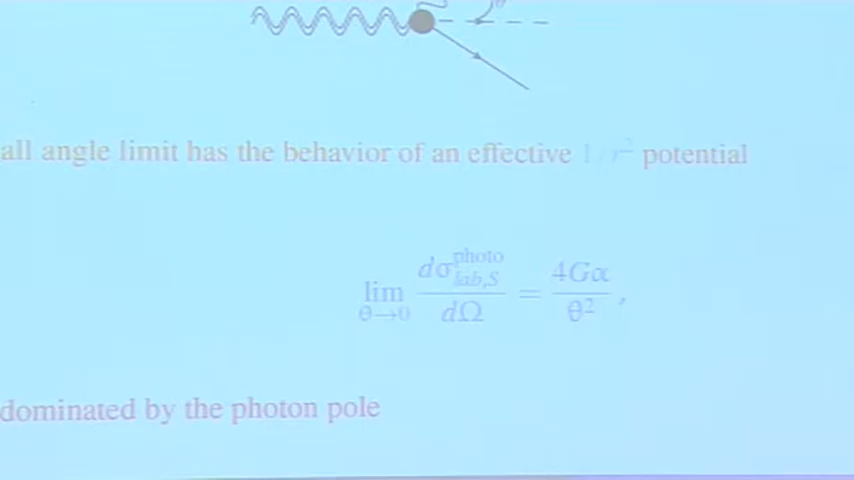 all angle limit has the behavior of an effective 1/r² potential
lim θ→0 dσ^photo_lab,S / dΩ = 4Gα / θ² ,
dominated by the photon pole